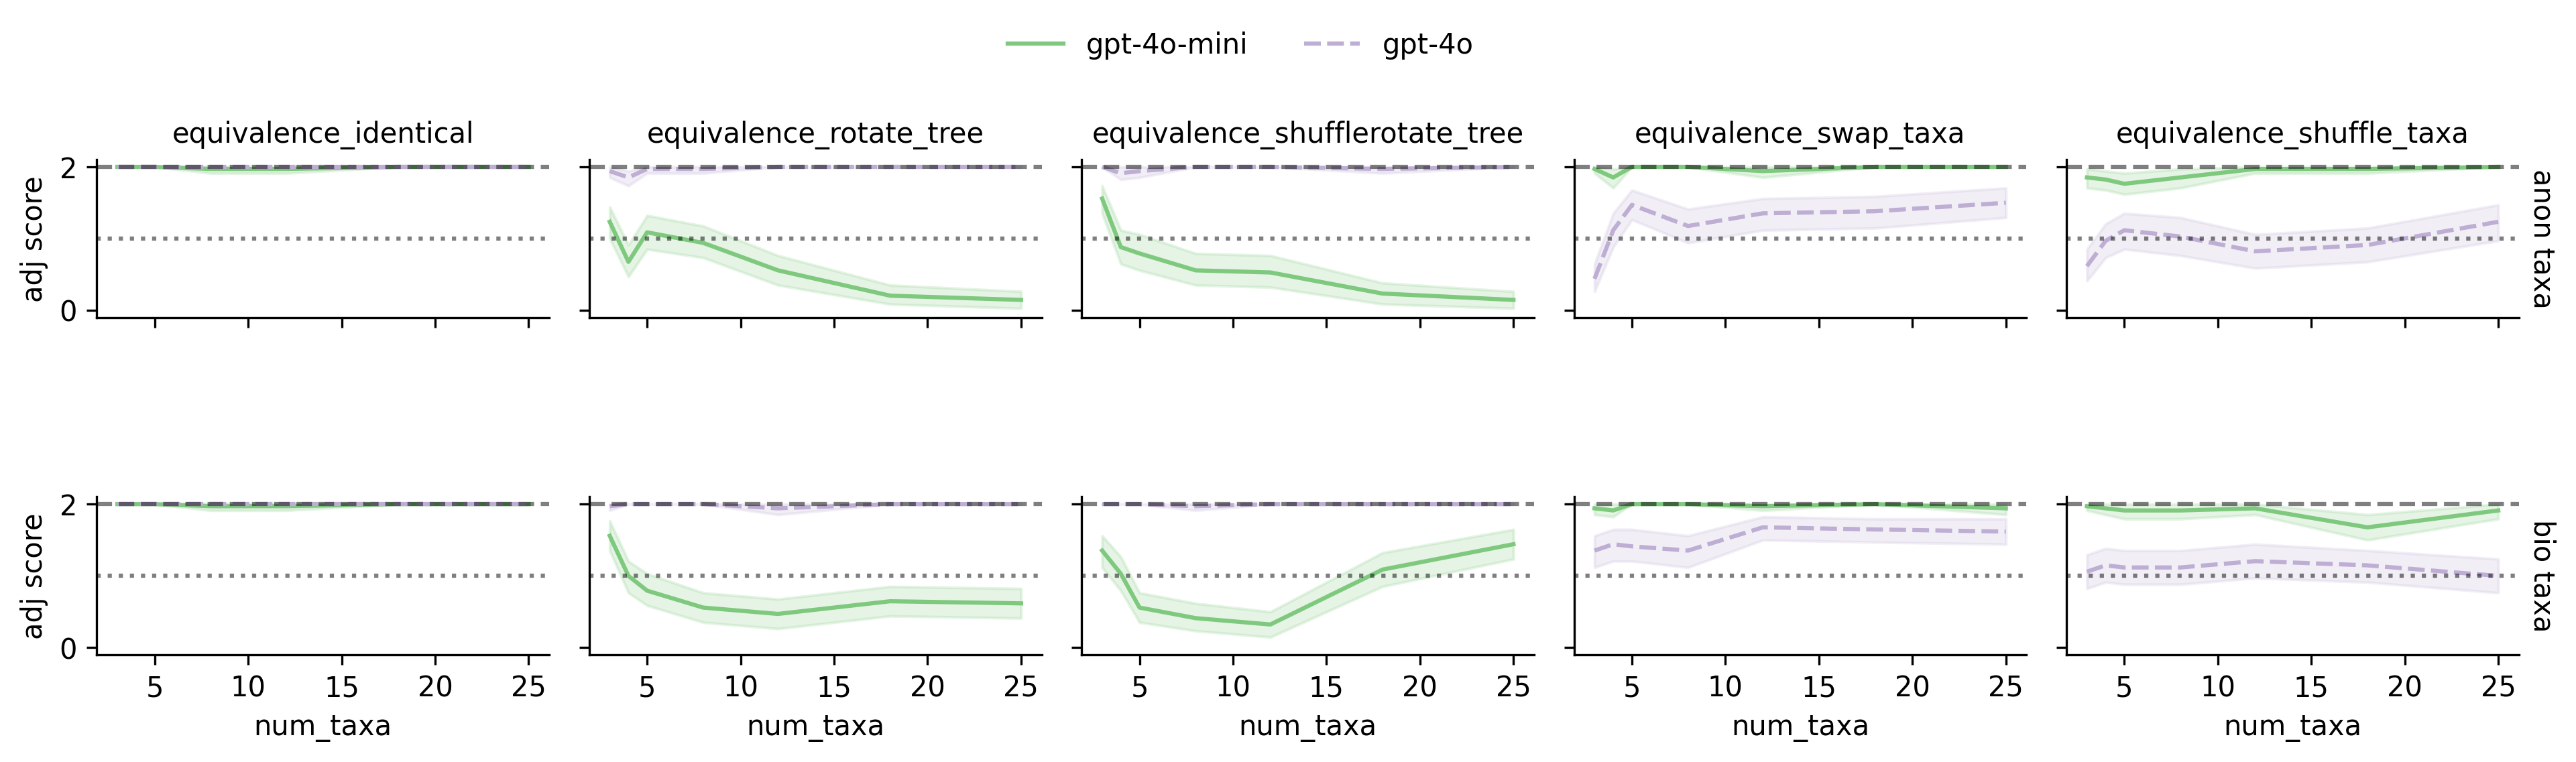 gpt-4o-mini gpt-4o
equivalence_identical equivalence_rotate_tree equivalence_shufflerotate_tree equivalence_swap_taxa equivalence_shuffle_taxa
2
adj score
0
5 10 15 20 25 5 10 15 20 25 5 10 15 20 25 5 10 15 20 25 5 10 15 20 25
num_taxa num_taxa num_taxa num_taxa num_taxa
2
adj score
0
anon taxa
bio taxa